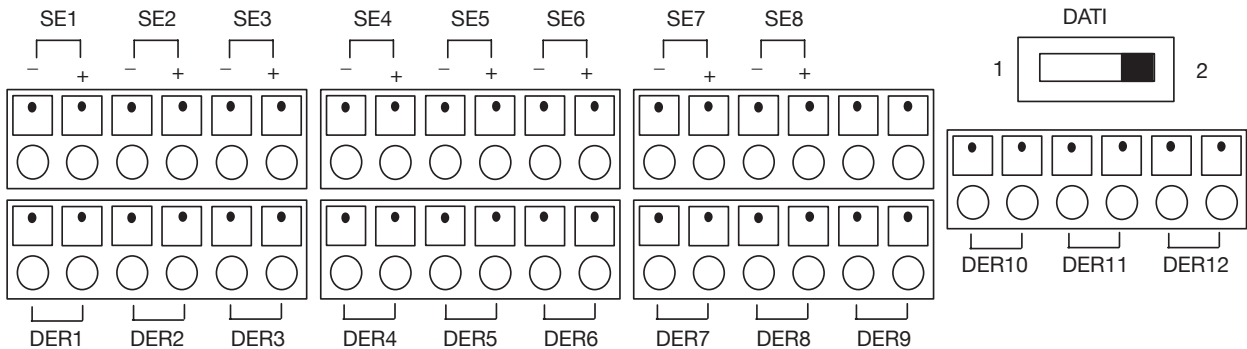 SE1 SE2 SE3 SE4 SE5 SE6 SE7 SE8 DATI
− + − + − + − + − + − + − + − +
1 2
DER10 DER11 DER12
DER1 DER2 DER3 DER4 DER5 DER6 DER7 DER8 DER9